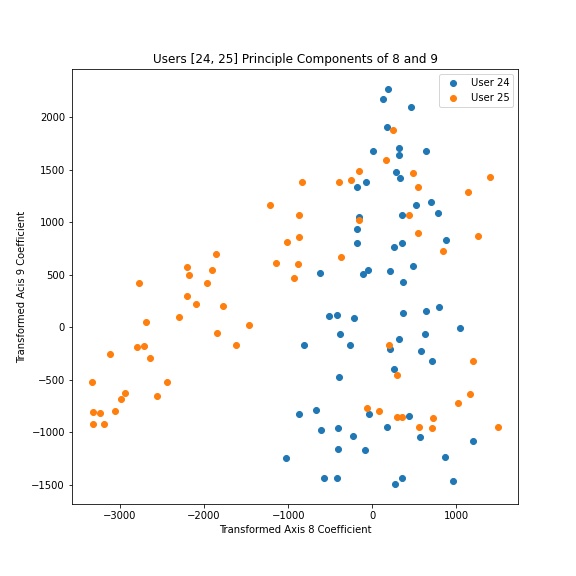 Users [24, 25] Principle Components of 8 and 9
User 24
User 25
Transformed Acis 9 Coefficient
2000
1500
1000
500
0
−500
−1000
−1500
−3000 −2000 −1000 0 1000
Transformed Axis 8 Coefficient